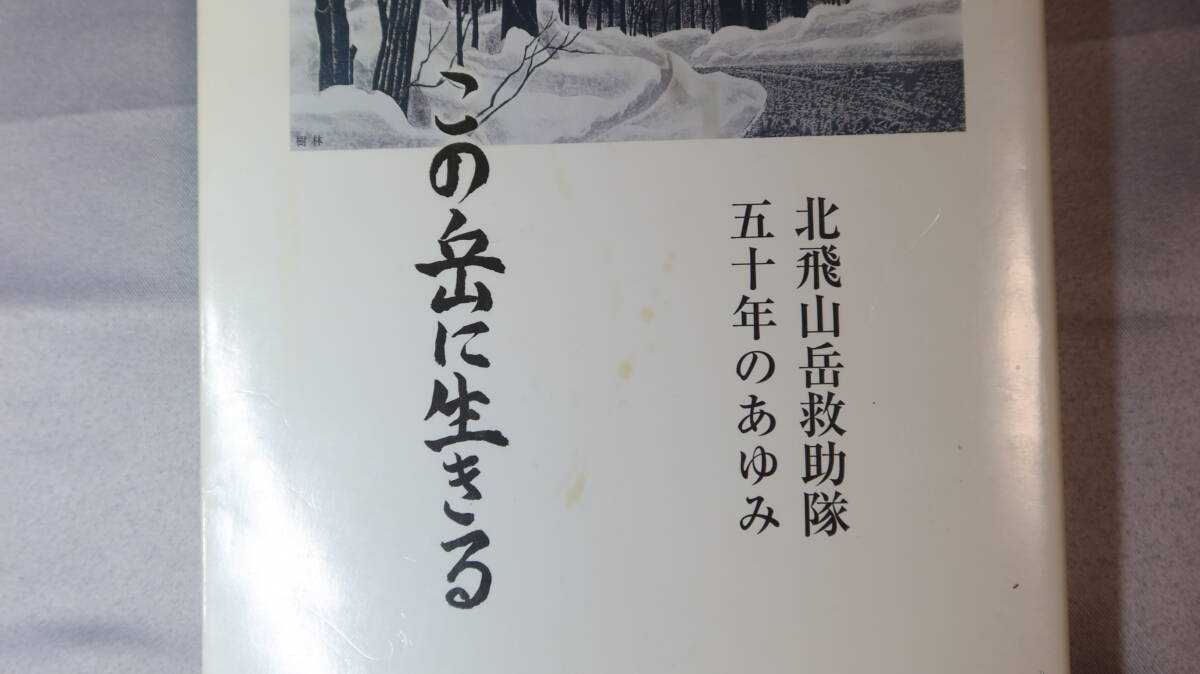 樹林
北飛山岳救助隊
五十年のあゆみ
この岳に生きる